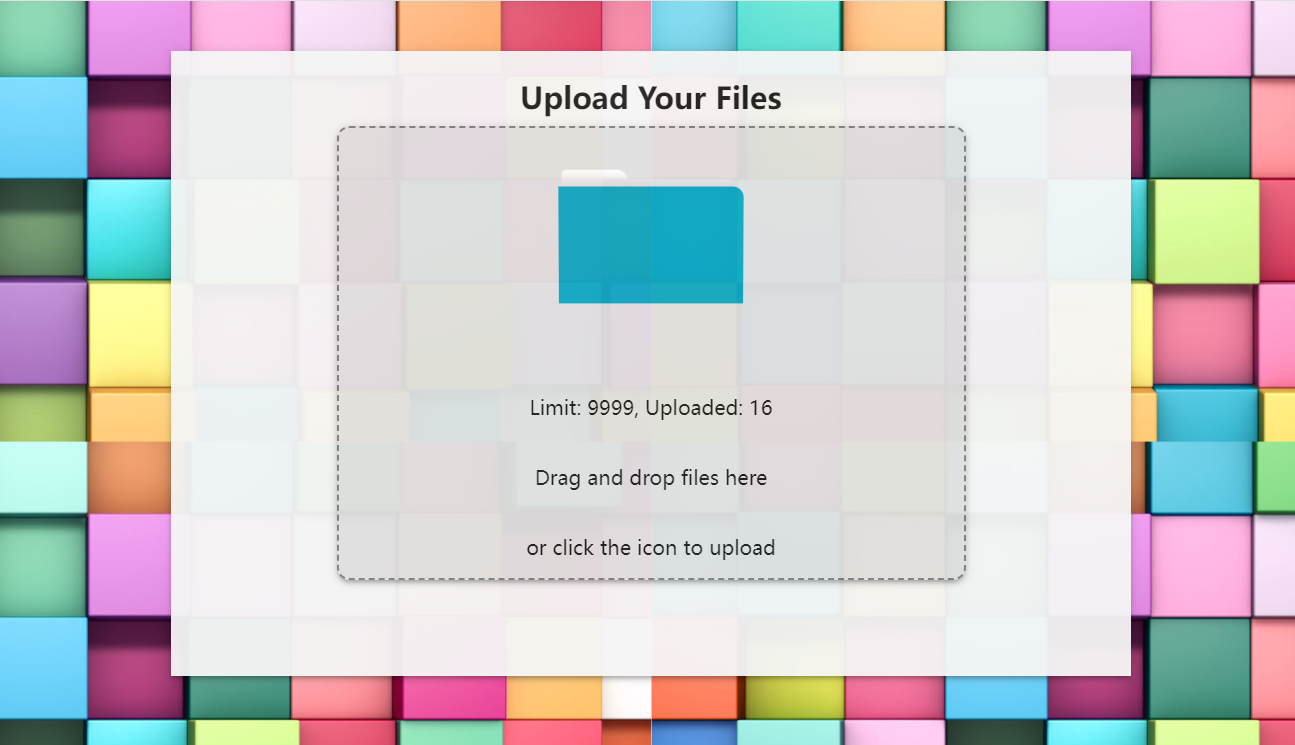 Upload Your Files
Limit: 9999, Uploaded: 16
Drag and drop files here
or click the icon to upload